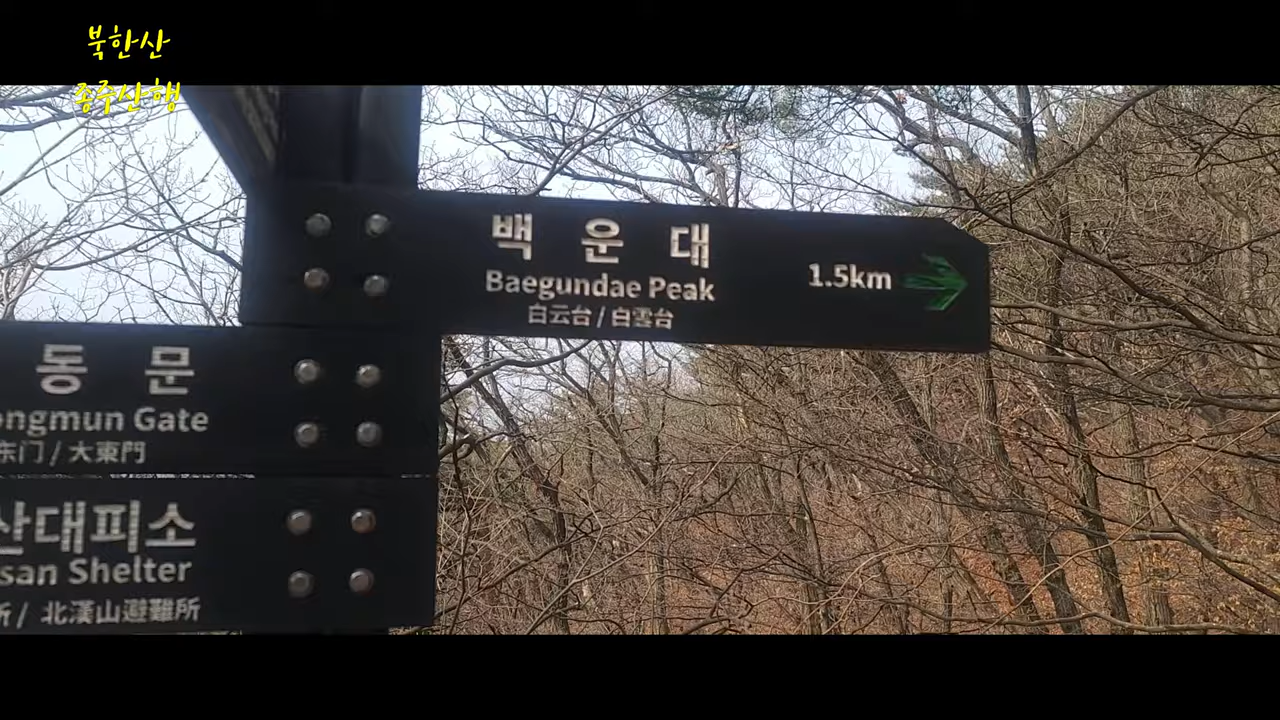 북한산
종주산행
백운대
Baegundae Peak
白云台 / 白雲台
1.5km
동문
ongmun Gate
东门 / 大東門
산대피소
san Shelter
所 / 北漢山避難所